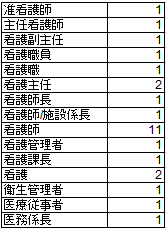 准看護師 1
主任看護師 1
看護副主任 1
看護職員 1
看護職 1
看護主任 2
看護師長 1
看護師/施設係長 1
看護師 11
看護管理者 1
看護課長 1
看護 2
衛生管理者 1
医療従事者 1
医務係長 1